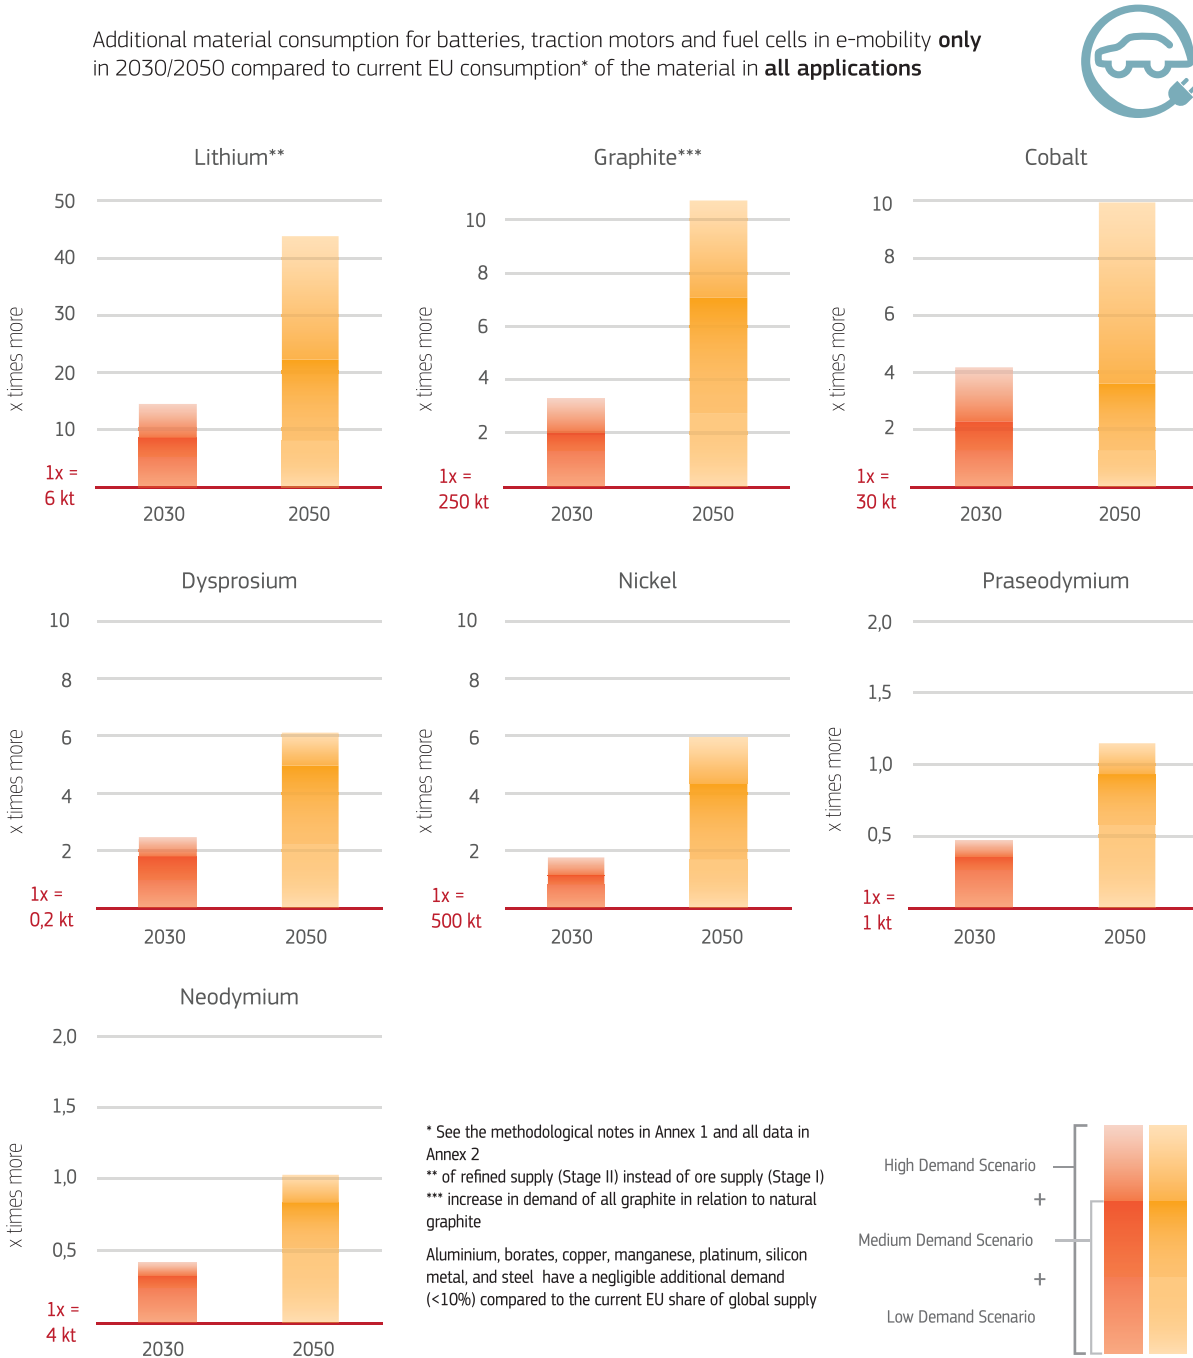 Additional material consumption for batteries, traction motors and fuel cells in e-mobility only
in 2030/2050 compared to current EU consumption* of the material in all applications
Lithium**
50
40
30
20
10
x times more
1x =
6 kt
2030
2050
Graphite***
10
8
6
4
2
x times more
1x =
250 kt
2030
2050
Cobalt
10
8
6
4
2
x times more
1x =
30 kt
2030
2050
Dysprosium
10
8
6
4
2
x times more
1x =
0,2 kt
2030
2050
Nickel
10
8
6
4
2
x times more
1x =
500 kt
2030
2050
Praseodymium
2,0
1,5
1,0
0,5
x times more
1x =
1 kt
2030
2050
Neodymium
2,0
1,5
1,0
0,5
x times more
1x =
4 kt
2030
2050
* See the methodological notes in Annex 1 and all data in
Annex 2
** of refined supply (Stage II) instead of ore supply (Stage I)
*** increase in demand of all graphite in relation to natural
graphite
Aluminium, borates, copper, manganese, platinum, silicon
metal, and steel have a negligible additional demand
(<10%) compared to the current EU share of global supply
High Demand Scenario
+
Medium Demand Scenario
+
Low Demand Scenario